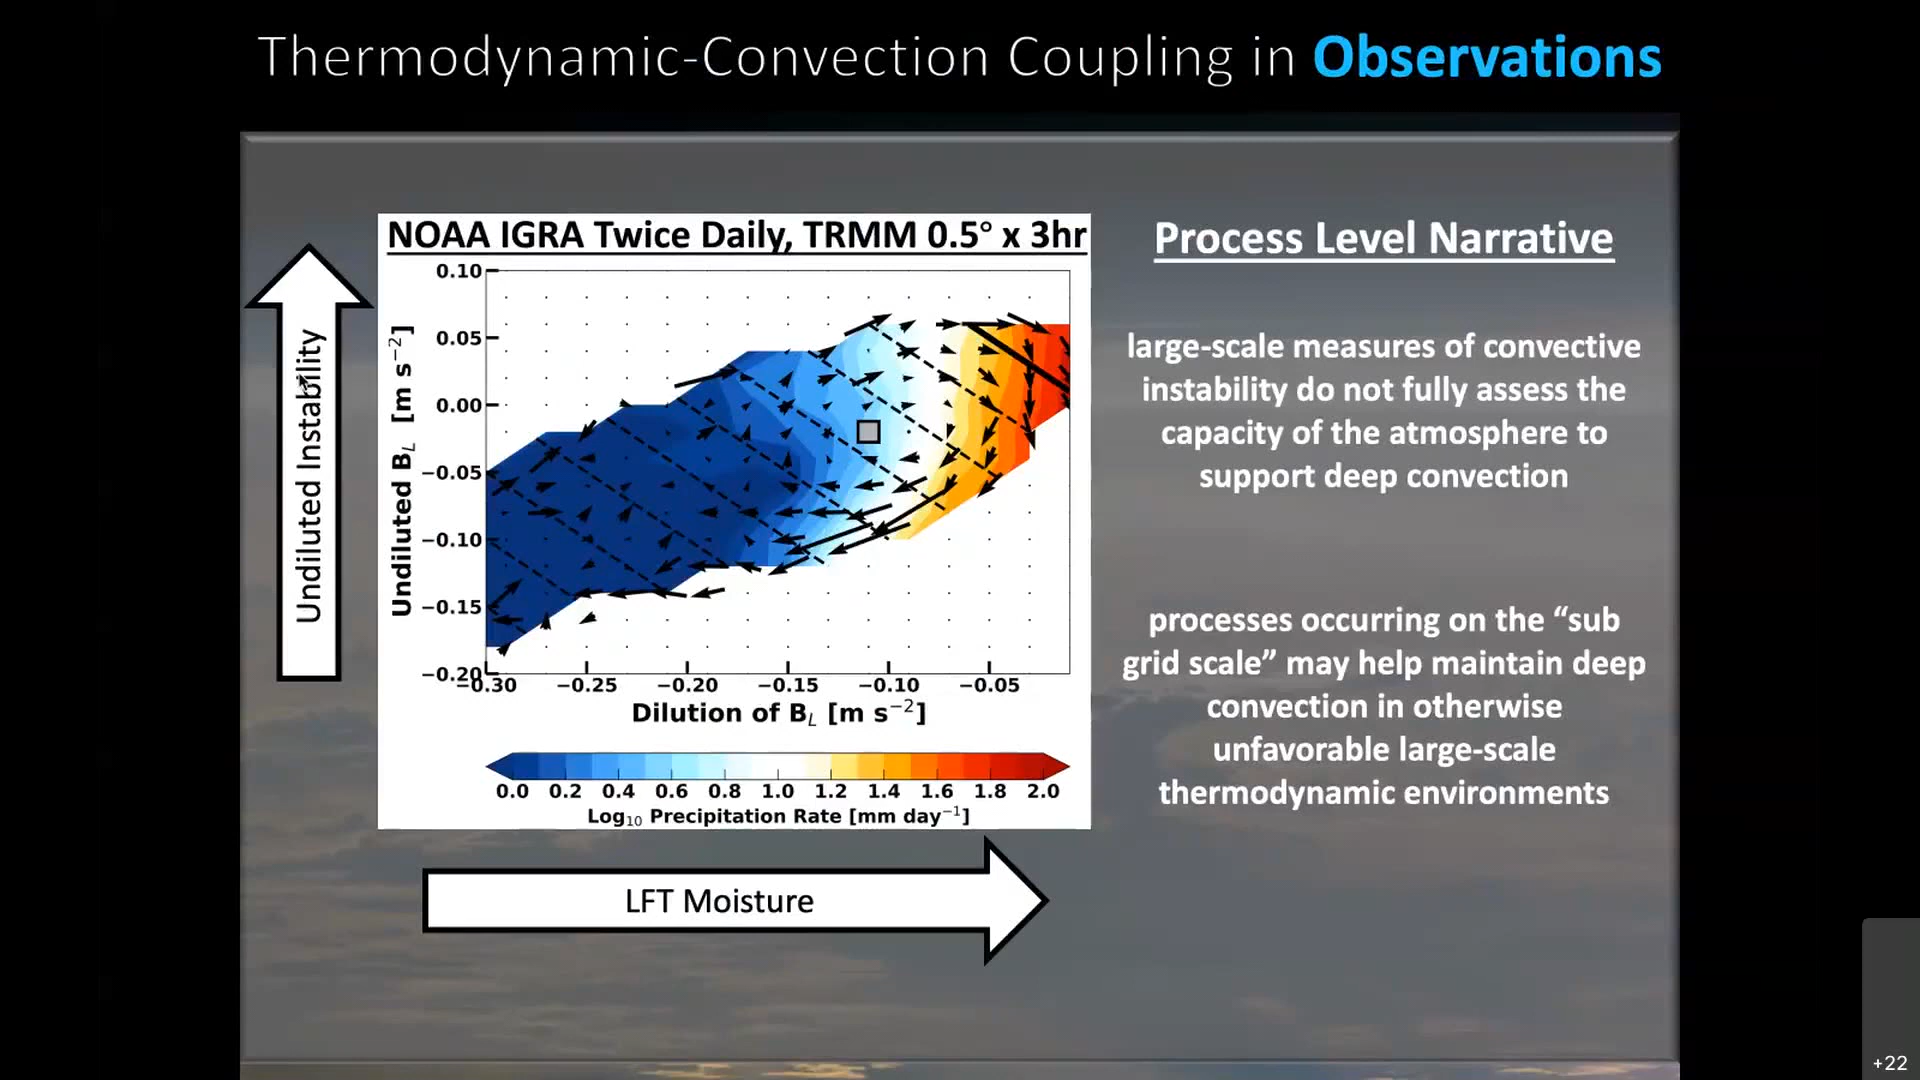 Thermodynamic-Convection Coupling in Observations
NOAA IGRA Twice Daily, TRMM 0.5° x 3hr
Process Level Narrative
large-scale measures of convective
instability do not fully assess the
capacity of the atmosphere to
support deep convection
processes occurring on the “sub
grid scale” may help maintain deep
convection in otherwise
unfavorable large-scale
thermodynamic environments
Undiluted Instability
Undiluted B_L [m s⁻²]
0.10
0.05
0.00
−0.05
−0.10
−0.15
−0.20
−0.30 −0.25 −0.20 −0.15 −0.10 −0.05
Dilution of B_L [m s⁻²]
0.0 0.2 0.4 0.6 0.8 1.0 1.2 1.4 1.6 1.8 2.0
Log₁₀ Precipitation Rate [mm day⁻¹]
LFT Moisture
+22